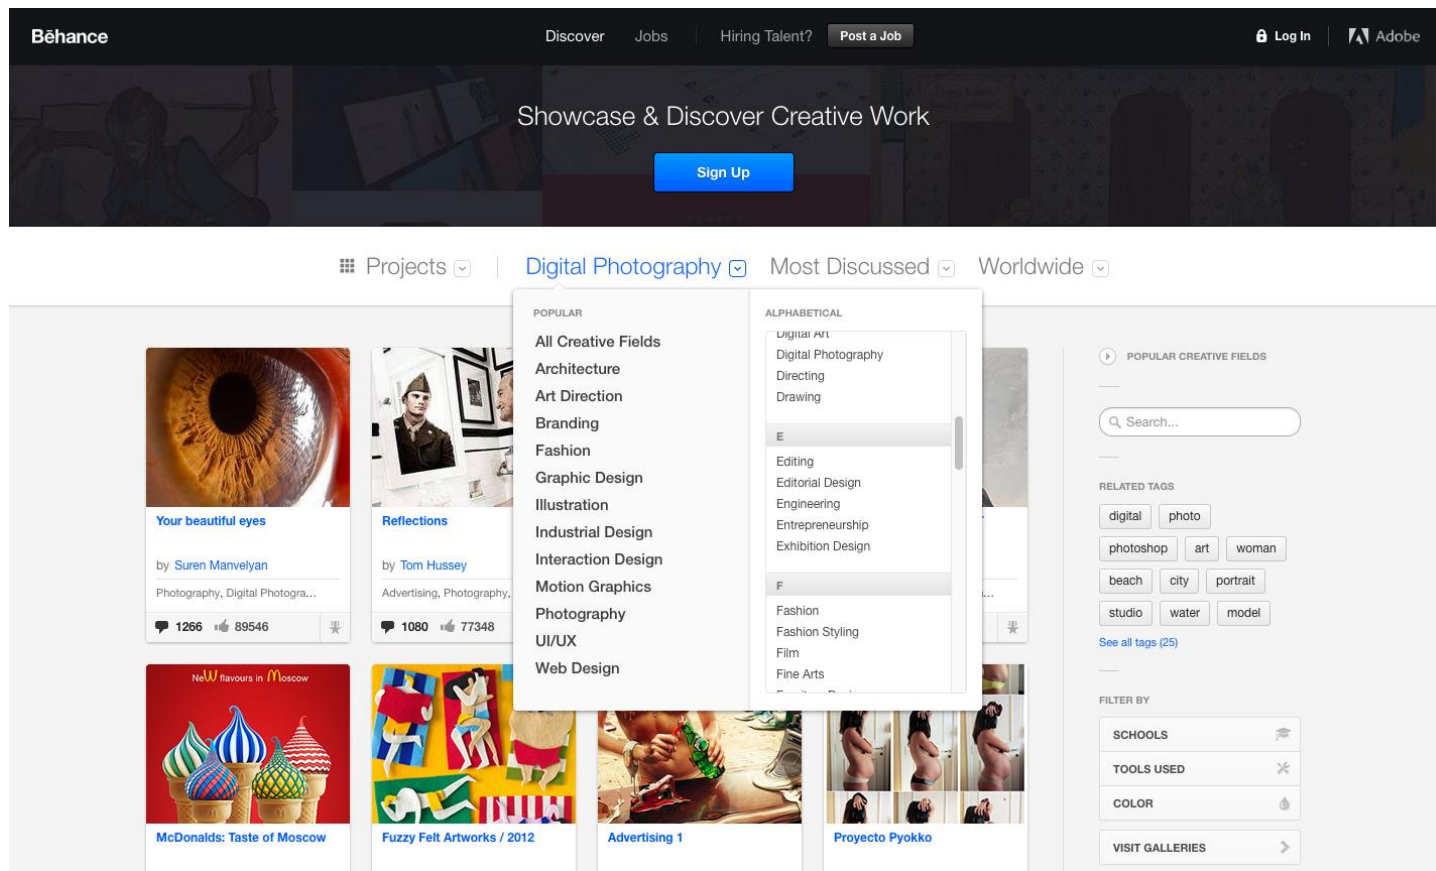 Bēhance
Discover Jobs Hiring Talent? Post a Job
Log In Adobe
Showcase & Discover Creative Work
Sign Up
Projects Digital Photography Most Discussed Worldwide
POPULAR
All Creative Fields
Architecture
Art Direction
Branding
Fashion
Graphic Design
Illustration
Industrial Design
Interaction Design
Motion Graphics
Photography
UI/UX
Web Design
ALPHABETICAL
Digital Art
Digital Photography
Directing
Drawing
E
Editing
Editorial Design
Engineering
Entrepreneurship
Exhibition Design
F
Fashion
Fashion Styling
Film
Fine Arts
Your beautiful eyes
by Suren Manvelyan
Photography, Digital Photogra...
1266 89546
Reflections
by Tom Hussey
Advertising, Photography,
1080 77348
NeW flavours in Moscow
McDonalds: Taste of Moscow
Fuzzy Felt Artworks / 2012
Advertising 1
Proyecto Pyokko
POPULAR CREATIVE FIELDS
Search...
RELATED TAGS
digital photo
photoshop art woman
beach city portrait
studio water model
See all tags (25)
FILTER BY
SCHOOLS
TOOLS USED
COLOR
VISIT GALLERIES